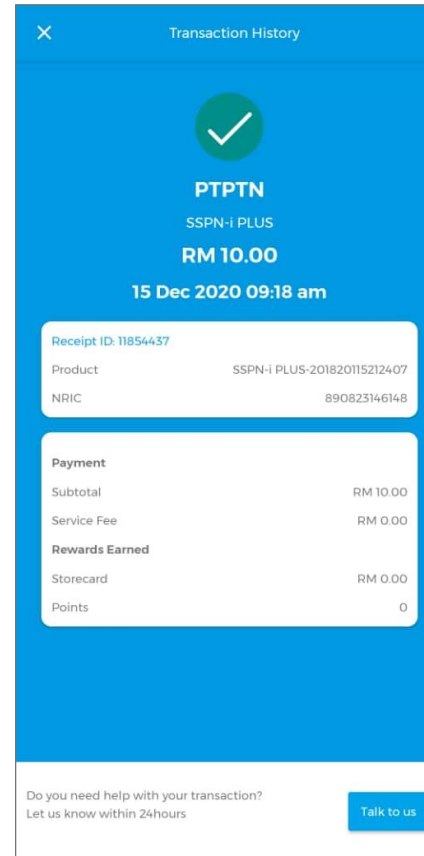 Transaction History
PTPTN
SSPN-i PLUS
RM 10.00
15 Dec 2020 09:18 am
Receipt ID: 11854437
Product SSPN-i PLUS-201820115212407
NRIC 890823146148
Payment
Subtotal RM 10.00
Service Fee RM 0.00
Rewards Earned
Storecard RM 0.00
Points 0
Do you need help with your transaction?
Let us know within 24hours
Talk to us